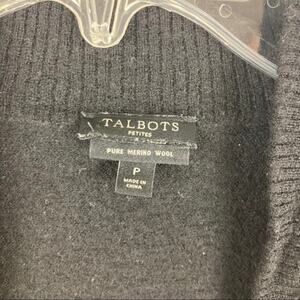 TALBOTS
PETITES
PURE MERINO WOOL
P
MADE IN
CHINA